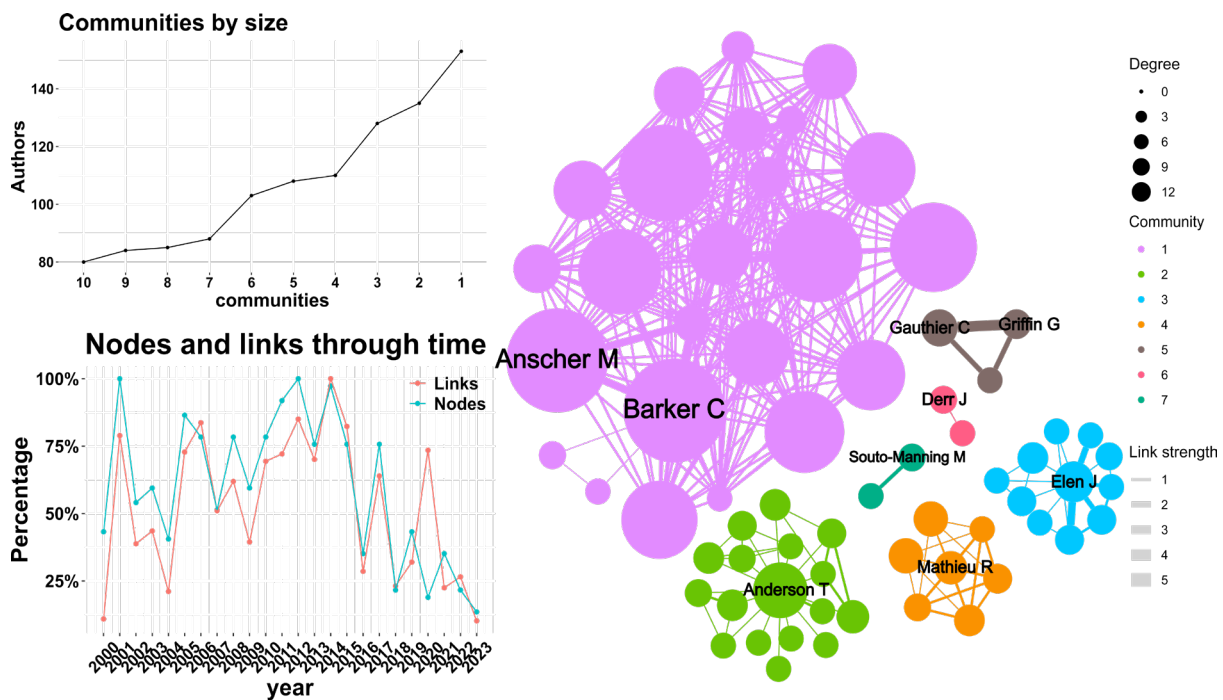 Communities by size
Authors
140
120
100
80
10 9 8 7 6 5 4 3 2 1
communities
Nodes and links through time
Percentage
100%
75%
50%
25%
Links
Nodes
2000 2001 2002 2003 2004 2005 2006 2007 2008 2009 2010 2011 2012 2013 2014 2015 2016 2017 2018 2019 2020 2021 2022 2023
year
Anscher M
Barker C
Gauthier C
Griffin G
Derr J
Souto-Manning M
Elen J
Mathieu R
Anderson T
Degree
0
3
6
9
12
Community
1
2
3
4
5
6
7
Link strength
1
2
3
4
5